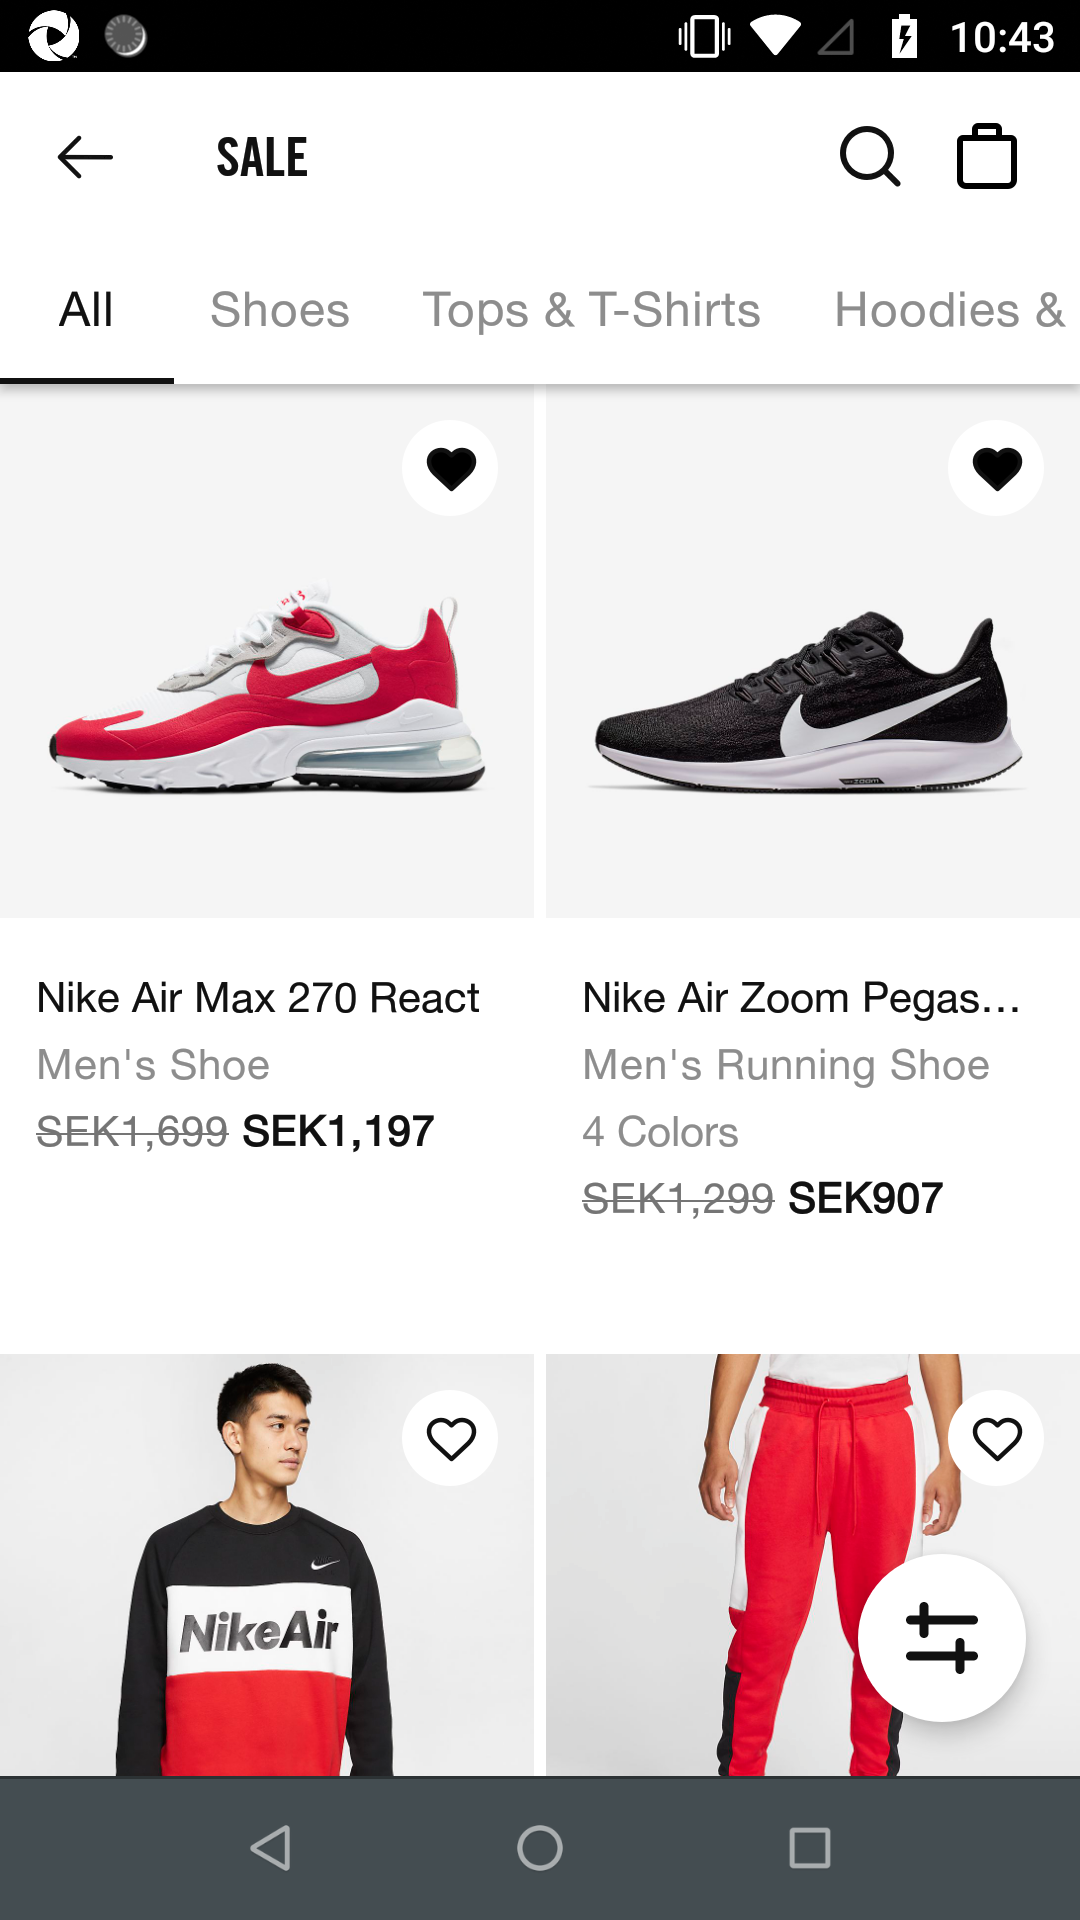 10:43
SALE
All Shoes Tops & T-Shirts Hoodies &
Nike Air Max 270 React
Men's Shoe
SEK1,699 SEK1,197
Nike Air Zoom Pegas...
Men's Running Shoe
4 Colors
SEK1,299 SEK907
NikeAir